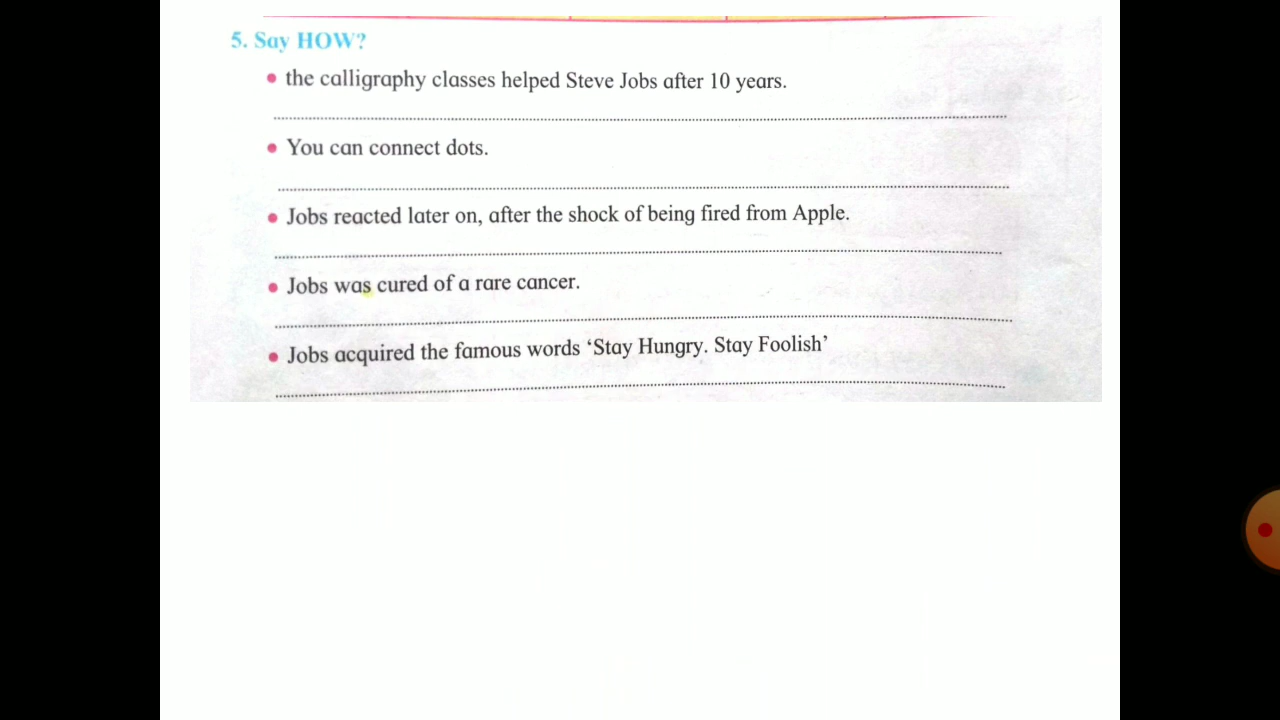 5. Say HOW?
• the calligraphy classes helped Steve Jobs after 10 years.
• You can connect dots.
• Jobs reacted later on, after the shock of being fired from Apple.
• Jobs was cured of a rare cancer.
• Jobs acquired the famous words ‘Stay Hungry. Stay Foolish’